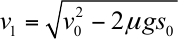 v₁ = √(v₀² − 2μgs₀)